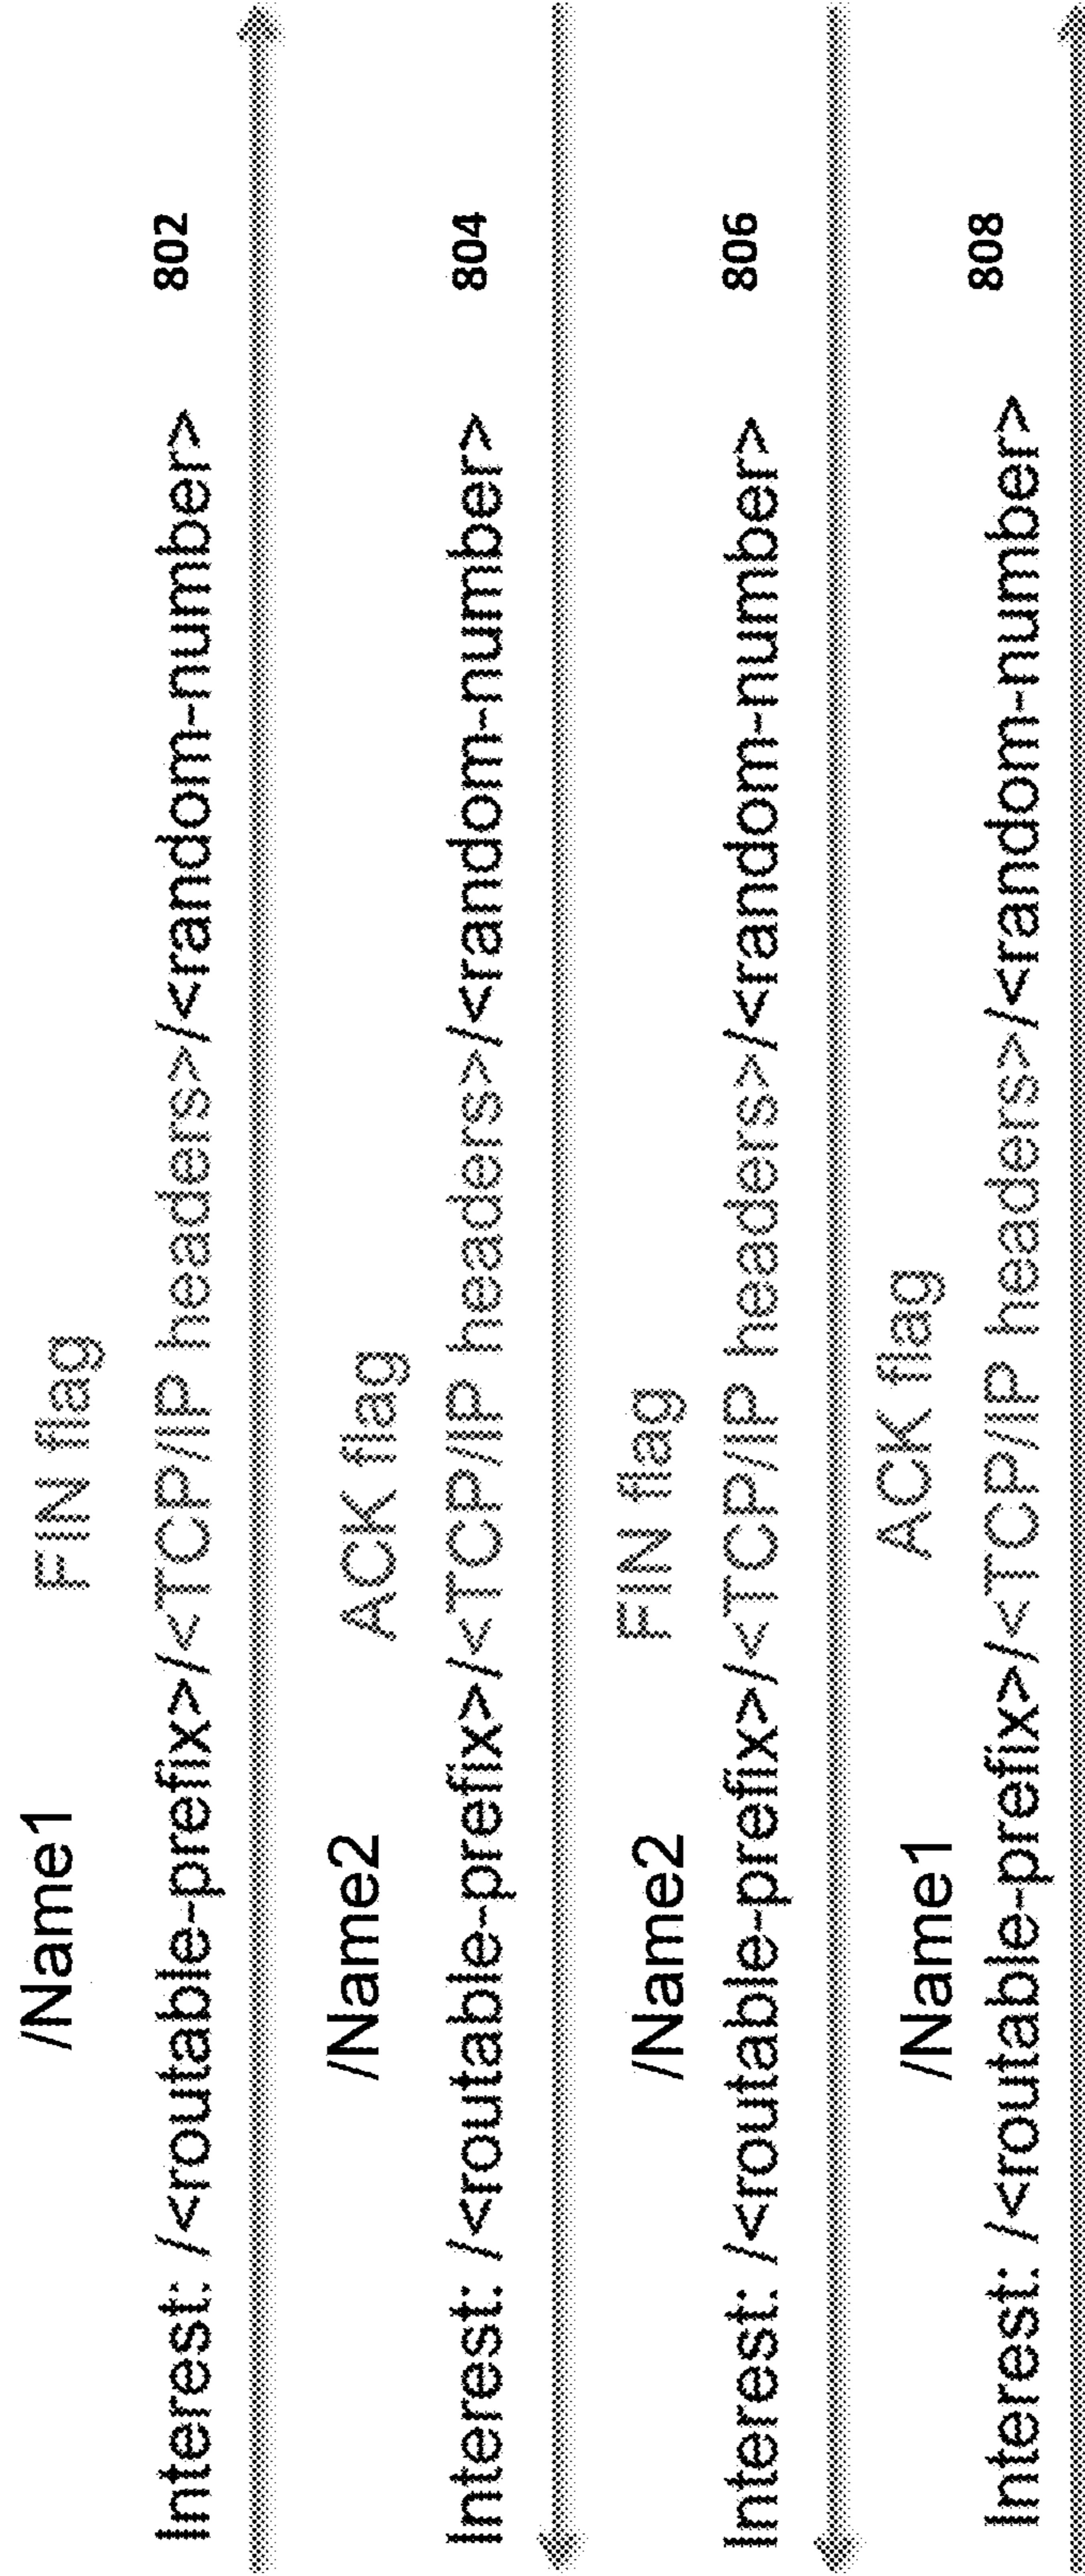 /Name1 FIN flag
Interest: /<routable-prefix>/<TCP/IP headers>/<random-number> 802
/Name2 ACK flag
Interest: /<routable-prefix>/<TCP/IP headers>/<random-number> 804
/Name2 FIN flag
Interest: /<routable-prefix>/<TCP/IP headers>/<random-number> 806
/Name1 ACK flag
Interest: /<routable-prefix>/<TCP/IP headers>/<random-number> 808